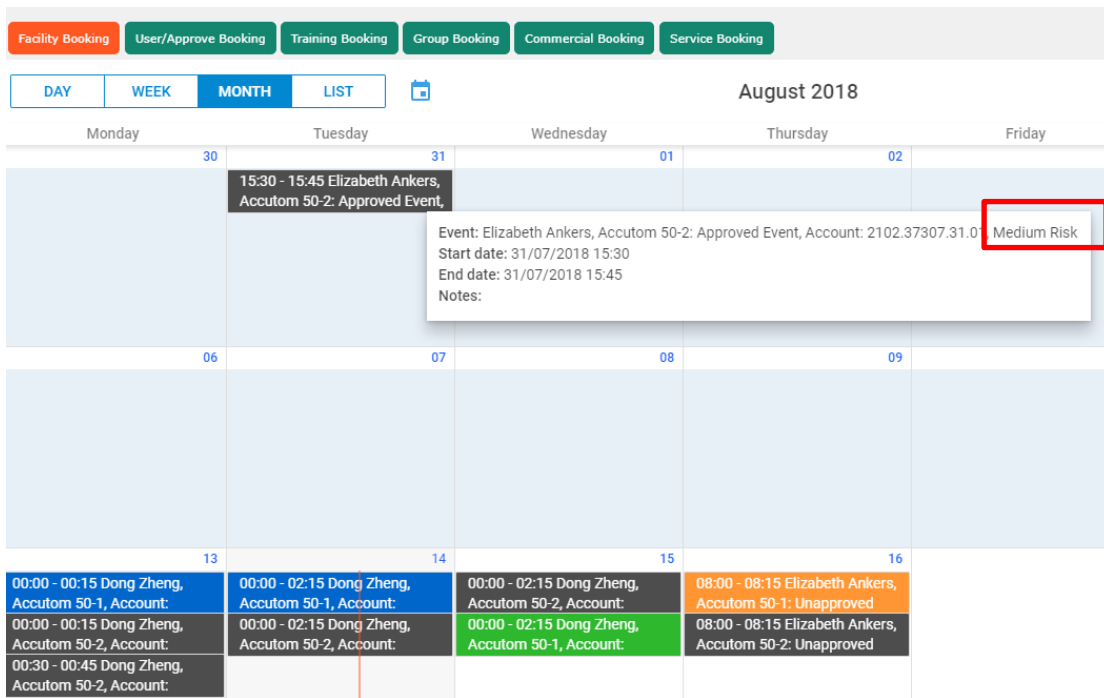 Facility Booking User/Approve Booking Training Booking Group Booking Commercial Booking Service Booking
DAY WEEK MONTH LIST August 2018
Monday Tuesday Wednesday Thursday Friday
30 31 01 02
15:30 - 15:45 Elizabeth Ankers,
Accutom 50-2: Approved Event,
Event: Elizabeth Ankers, Accutom 50-2: Approved Event, Account: 2102.37307.31.01, Medium Risk
Start date: 31/07/2018 15:30
End date: 31/07/2018 15:45
Notes:
06 07 08 09
13 14 15 16
00:00 - 00:15 Dong Zheng,
Accutom 50-1, Account:
00:00 - 00:15 Dong Zheng,
Accutom 50-2, Account:
00:30 - 00:45 Dong Zheng,
Accutom 50-2, Account:
00:00 - 02:15 Dong Zheng,
Accutom 50-1, Account:
00:00 - 02:15 Dong Zheng,
Accutom 50-2, Account:
00:00 - 02:15 Dong Zheng,
Accutom 50-2, Account:
00:00 - 02:15 Dong Zheng,
Accutom 50-1, Account:
08:00 - 08:15 Elizabeth Ankers,
Accutom 50-1: Unapproved
08:00 - 08:15 Elizabeth Ankers,
Accutom 50-2: Unapproved